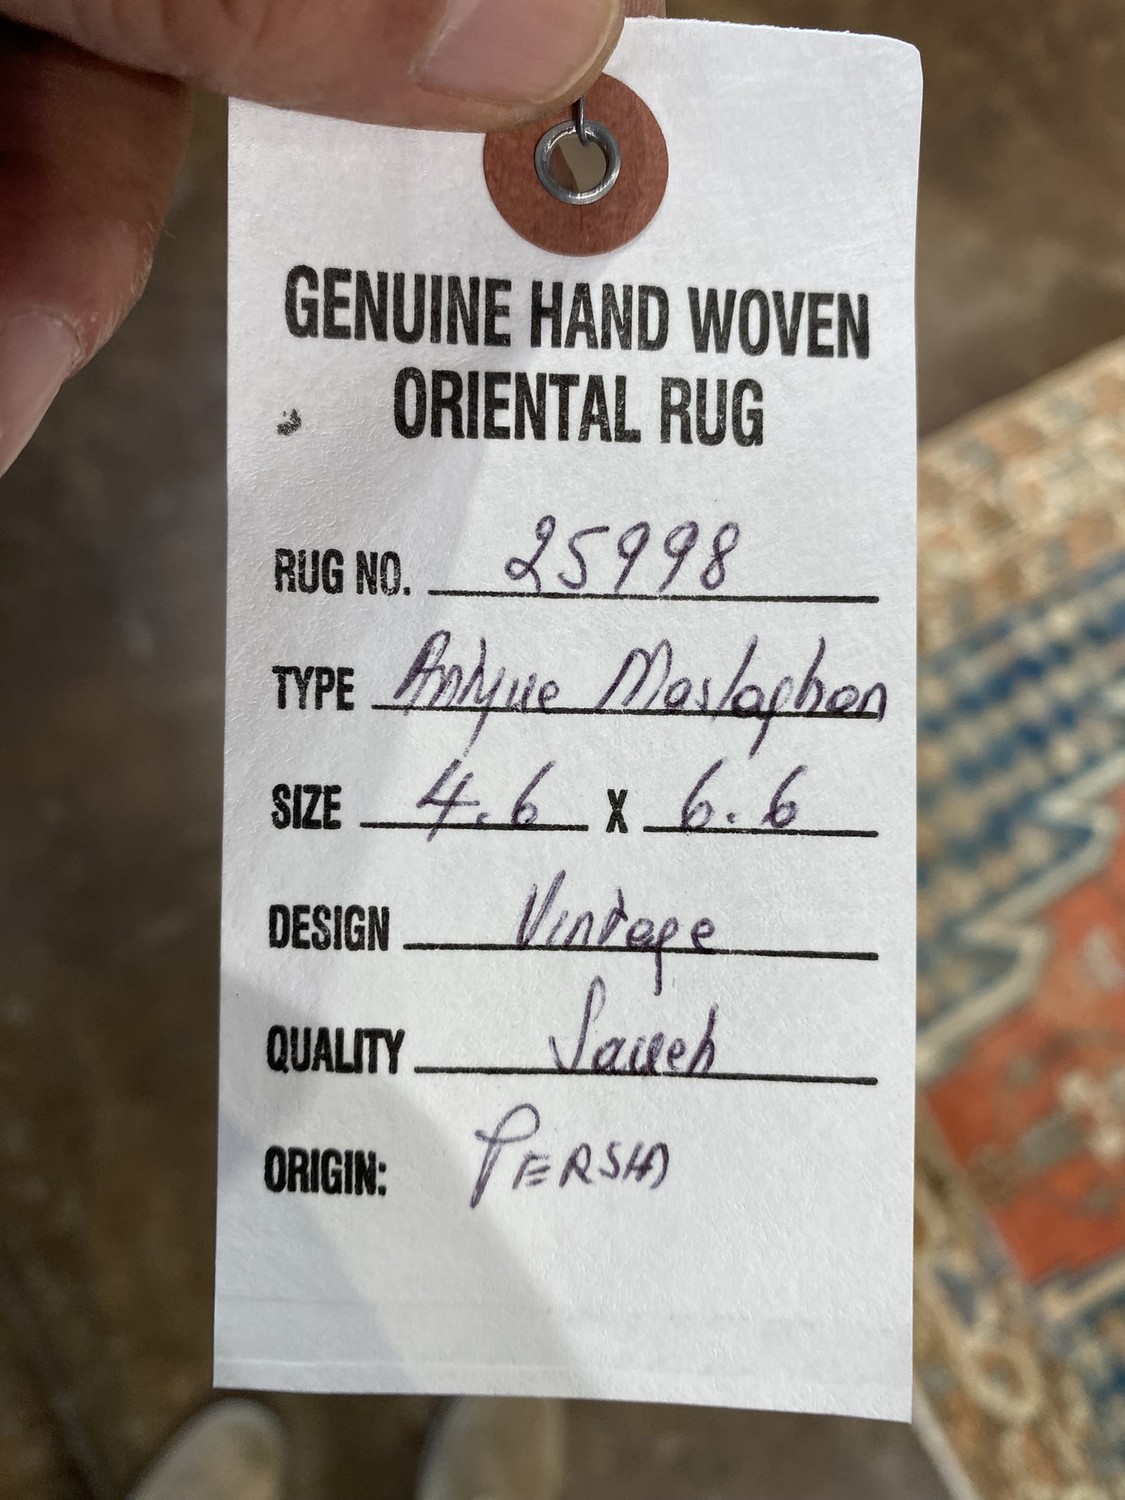 GENUINE HAND WOVEN
ORIENTAL RUG
RUG NO. 25998
TYPE Antique Maslaghan
SIZE 4.6 X 6.6
DESIGN Vintage
QUALITY Saveh
ORIGIN: PERSIA